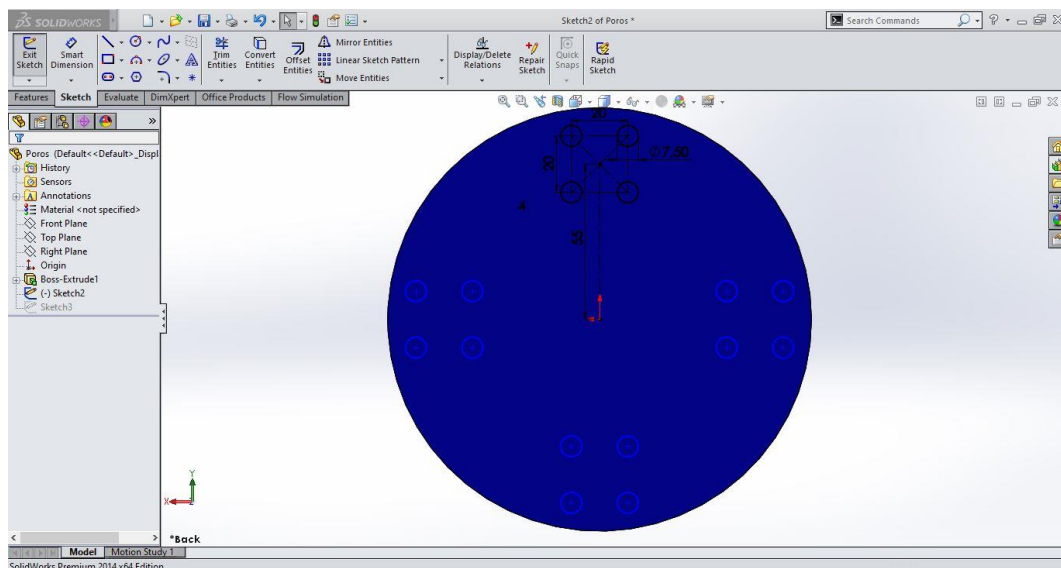 SOLIDWORKS
Sketch2 of Poros *
Search Commands
Exit Sketch
Smart Dimension
Trim Entities
Convert Entities
Offset Entities
Mirror Entities
Linear Sketch Pattern
Move Entities
Display/Delete Relations
Repair Sketch
Quick Snaps
Rapid Sketch
Features
Sketch
Evaluate
DimXpert
Office Products
Flow Simulation
Poros (Default<<Default>_Displ
History
Sensors
Annotations
Material <not specified>
Front Plane
Top Plane
Right Plane
Origin
Boss-Extrude1
(-) Sketch2
Sketch3
20
20
Ø7.50
4
55
Y
X
*Back
Model
Motion Study 1
SolidWorks Premium 2014 x64 Edition